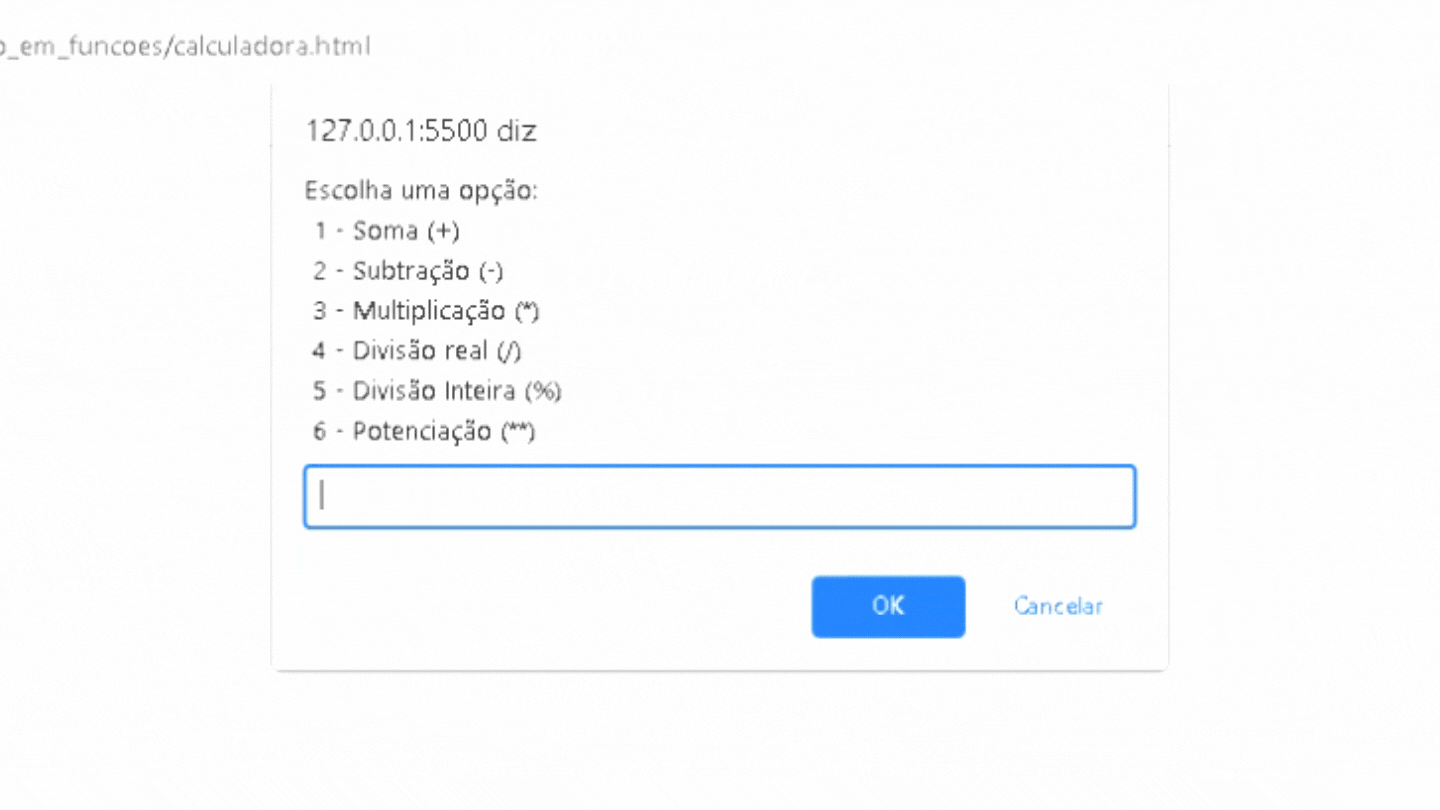 _em_funcoes/calculadora.html
127.0.0.1:5500 diz
Escolha uma opção:
1 - Soma (+)
2 - Subtração (-)
3 - Multiplicação (*)
4 - Divisão real (/)
5 - Divisão Inteira (%)
6 - Potenciação (**)
OK Cancelar